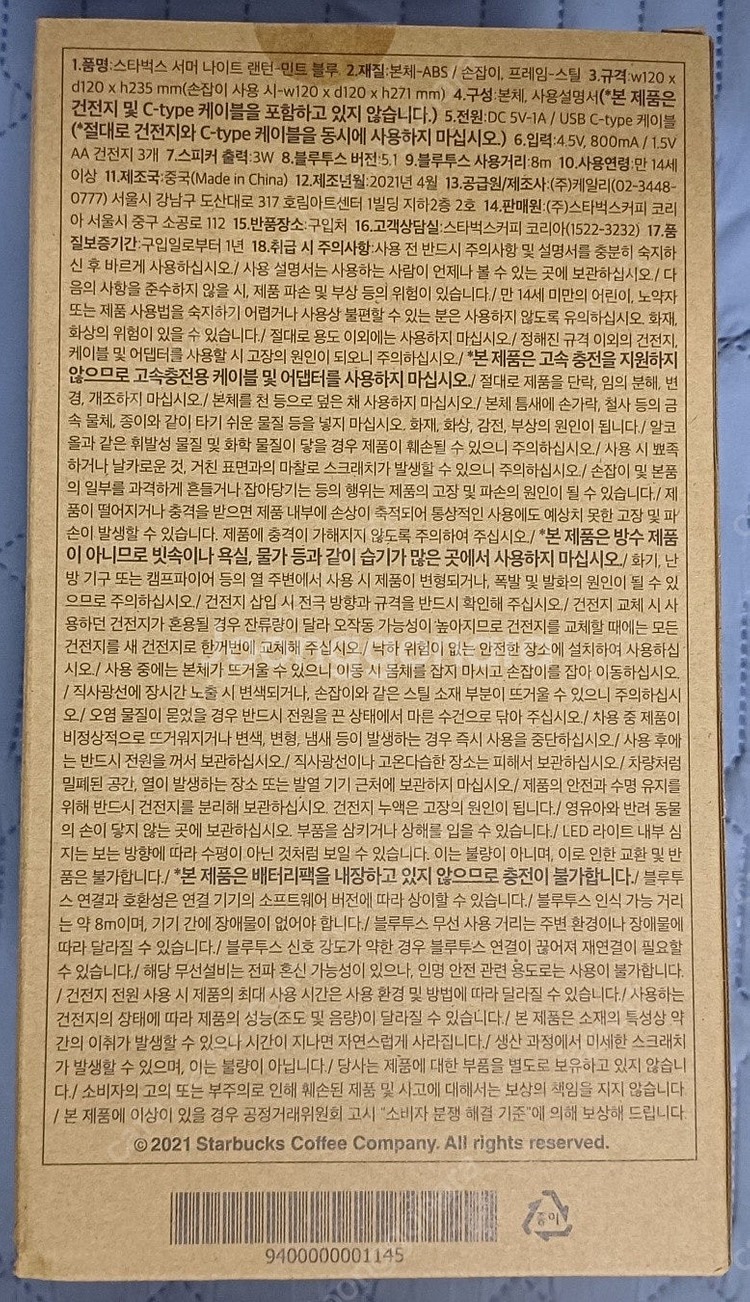 1.품명:스타벅스 서머 나이트 랜턴-민트 블루 2.재질:본체-ABS / 손잡이, 프레임-스틸 3.규격:w120 x
d120 x h235 mm(손잡이 사용 시-w120 x d120 x h271 mm) 4.구성:본체, 사용설명서(*본 제품은
건전지 및 C-type 케이블을 포함하고 있지 않습니다.) 5.전원:DC 5V-1A / USB C-type 케이블
(*절대로 건전지와 C-type 케이블을 동시에 사용하지 마십시오.) 6.입력:4.5V, 800mA / 1.5V
AA 건전지 3개 7.스피커 출력:3W 8.블루투스 버전:5.1 9.블루투스 사용거리:8m 10.사용연령:만 14세
이상 11.제조국:중국(Made in China) 12.제조년월:2021년 4월 13.공급원/제조사:(주)케일리(02-3448-
0777) 서울시 강남구 도산대로 317 호림아트센터 1빌딩 지하2층 2호 14.판매원:(주)스타벅스커피 코리
아 서울시 중구 소공로 112 15.반품장소:구입처 16.고객상담실:스타벅스커피 코리아(1522-3232) 17.품
질보증기간:구입일로부터 1년 18.취급 시 주의사항:사용 전 반드시 주의사항 및 설명서를 충분히 숙지하
신 후 바르게 사용하십시오./ 사용 설명서는 사용하는 사람이 언제나 볼 수 있는 곳에 보관하십시오./ 다
음의 사항을 준수하지 않을 시, 제품 파손 및 부상 등의 위험이 있습니다./ 만 14세 미만의 어린이, 노약자
또는 제품 사용법을 숙지하기 어렵거나 사용상 불편할 수 있는 분은 사용하지 않도록 유의하십시오. 화재,
화상의 위험이 있을 수 있습니다./ 절대로 용도 이외에는 사용하지 마십시오./ 정해진 규격 이외의 건전지,
케이블 및 어댑터를 사용할 시 고장의 원인이 되오니 주의하십시오./ *본 제품은 고속 충전을 지원하지
않으므로 고속충전용 케이블 및 어댑터를 사용하지 마십시오./ 절대로 제품을 단락, 임의 분해, 변
경, 개조하지 마십시오./ 본체를 천 등으로 덮은 채 사용하지 마십시오./ 본체 틈새에 손가락, 철사 등의 금
속 물체, 종이와 같이 타기 쉬운 물질 등을 넣지 마십시오. 화재, 화상, 감전, 부상의 원인이 됩니다./ 알코
올과 같은 휘발성 물질 및 화학 물질이 닿을 경우 제품이 훼손될 수 있으니 주의하십시오./ 사용 시 뾰족
하거나 날카로운 것, 거친 표면과의 마찰로 스크래치가 발생할 수 있으니 주의하십시오./ 손잡이 및 본품
의 일부를 과격하게 흔들거나 잡아당기는 등의 행위는 제품의 고장 및 파손의 원인이 될 수 있습니다./ 제
품이 떨어지거나 충격을 받으면 제품 내부에 손상이 축적되어 통상적인 사용에도 예상치 못한 고장 및 파
손이 발생할 수 있습니다. 제품에 충격이 가해지지 않도록 주의하여 주십시오./ *본 제품은 방수 제품
이 아니므로 빗속이나 욕실, 물가 등과 같이 습기가 많은 곳에서 사용하지 마십시오./ 화기, 난
방 기구 또는 캠프파이어 등의 열 주변에서 사용 시 제품이 변형되거나, 폭발 및 발화의 원인이 될 수 있
으므로 주의하십시오./ 건전지 삽입 시 전극 방향과 규격을 반드시 확인해 주십시오./ 건전지 교체 시 사
용하던 건전지가 혼용될 경우 잔류량이 달라 오작동 가능성이 높아지므로 건전지를 교체할 때에는 모든
건전지를 새 건전지로 한꺼번에 교체해 주십시오./ 낙하 위험이 없는 안전한 장소에 설치하여 사용하십
시오./ 사용 중에는 본체가 뜨거울 수 있으니 이동 시 몸체를 잡지 마시고 손잡이를 잡아 이동하십시오.
/ 직사광선에 장시간 노출 시 변색되거나, 손잡이와 같은 스틸 소재 부분이 뜨거울 수 있으니 주의하십시
오./ 오염 물질이 묻었을 경우 반드시 전원을 끈 상태에서 마른 수건으로 닦아 주십시오./ 차용 중 제품이
비정상적으로 뜨거워지거나 변색, 변형, 냄새 등이 발생하는 경우 즉시 사용을 중단하십시오./ 사용 후에
는 반드시 전원을 꺼서 보관하십시오./ 직사광선이나 고온다습한 장소는 피해서 보관하십시오./ 차량처럼
밀폐된 공간, 열이 발생하는 장소 또는 발열 기기 근처에 보관하지 마십시오./ 제품의 안전과 수명 유지를
위해 반드시 건전지를 분리해 보관하십시오. 건전지 누액은 고장의 원인이 됩니다./ 영유아와 반려 동물
의 손이 닿지 않는 곳에 보관하십시오. 부품을 삼키거나 상해를 입을 수 있습니다./ LED 라이트 내부 심
지는 보는 방향에 따라 수평이 아닌 것처럼 보일 수 있습니다. 이는 불량이 아니며, 이로 인한 교환 및 반
품은 불가합니다./ *본 제품은 배터리팩을 내장하고 있지 않으므로 충전이 불가합니다./ 블루투
스 연결과 호환성은 연결 기기의 소프트웨어 버전에 따라 상이할 수 있습니다./ 블루투스 인식 가능 거리
는 약 8m이며, 기기 간에 장애물이 없어야 합니다./ 블루투스 무선 사용 거리는 주변 환경이나 장애물에
따라 달라질 수 있습니다./ 블루투스 신호 강도가 약한 경우 블루투스 연결이 끊어져 재연결이 필요할
수 있습니다./ 해당 무선설비는 전파 혼신 가능성이 있으나, 인명 안전 관련 용도로는 사용이 불가합니다.
/ 건전지 전원 사용 시 제품의 최대 사용 시간은 사용 환경 및 방법에 따라 달라질 수 있습니다./ 사용하는
건전지의 상태에 따라 제품의 성능(조도 및 음량)이 달라질 수 있습니다./ 본 제품은 소재의 특성상 약
간의 이취가 발생할 수 있으나 시간이 지나면 자연스럽게 사라집니다./ 생산 과정에서 미세한 스크래치
가 발생할 수 있으며, 이는 불량이 아닙니다./ 당사는 제품에 대한 부품을 별도로 보유하고 있지 않습니
다./ 소비자의 고의 또는 부주의로 인해 훼손된 제품 및 사고에 대해서는 보상의 책임을 지지 않습니다.
/ 본 제품에 이상이 있을 경우 공정거래위원회 고시 "소비자 분쟁 해결 기준"에 의해 보상해 드립니다.
©2021 Starbucks Coffee Company. All rights reserved.
9400000001145
종이